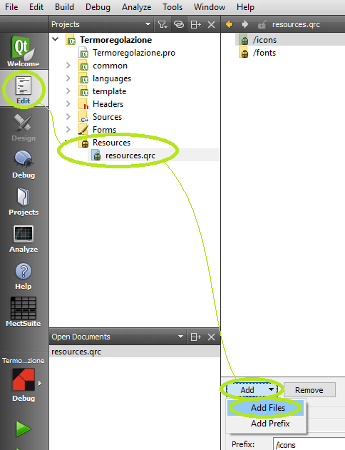 File Edit Build Debug Analyze Tools Window Help
Projects
resources.qrc
Welcome
Edit
Design
Debug
Projects
Analyze
Help
MectSuite
Termo...zione
Debug
Termoregolazione
Termoregolazione.pro
common
languages
template
Headers
Sources
Forms
Resources
resources.qrc
Open Documents
resources.qrc
/icons
/fonts
Add
Remove
Add Files
Add Prefix
Prefix: /icons